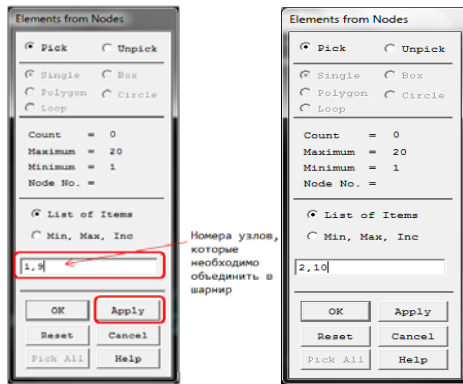 Elements from Nodes
Pick Unpick
Single Box
Polygon Circle
Loop
Count = 0
Maximum = 20
Minimum = 1
Node No. =
List of Items
Min, Max, Inc
1,9
OK Apply
Reset Cancel
Pick All Help
Номера узлов,
которые
необходимо
объединить в
шарнир
Elements from Nodes
Pick Unpick
Single Box
Polygon Circle
Loop
Count = 0
Maximum = 20
Minimum = 1
Node No. =
List of Items
Min, Max, Inc
2,10
OK Apply
Reset Cancel
Pick All Help